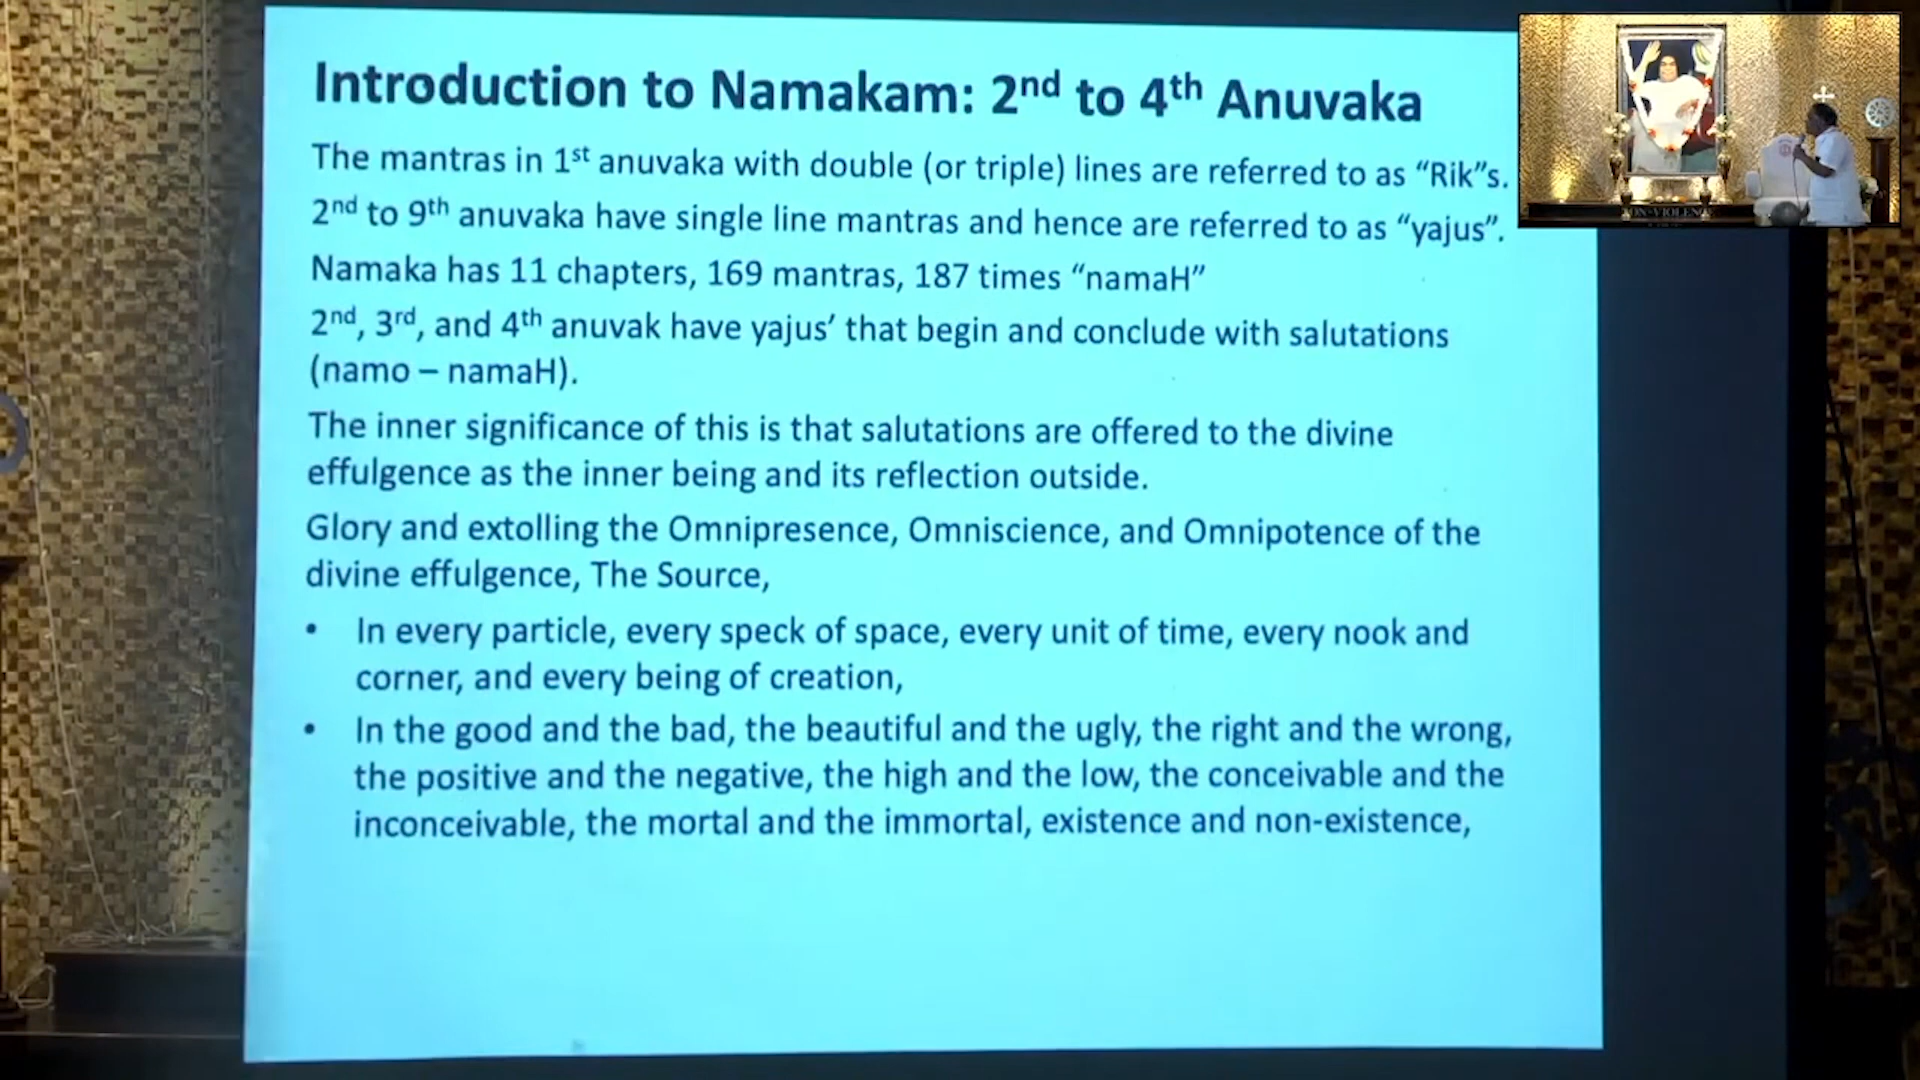 Introduction to Namakam: 2nd to 4th Anuvaka
The mantras in 1st anuvaka with double (or triple) lines are referred to as “Rik”s.
2nd to 9th anuvaka have single line mantras and hence are referred to as “yajus”.
Namaka has 11 chapters, 169 mantras, 187 times “namaH”
2nd, 3rd, and 4th anuvak have yajus’ that begin and conclude with salutations
(namo – namaH).
The inner significance of this is that salutations are offered to the divine
effulgence as the inner being and its reflection outside.
Glory and extolling the Omnipresence, Omniscience, and Omnipotence of the
divine effulgence, The Source,
• In every particle, every speck of space, every unit of time, every nook and
corner, and every being of creation,
• In the good and the bad, the beautiful and the ugly, the right and the wrong,
the positive and the negative, the high and the low, the conceivable and the
inconceivable, the mortal and the immortal, existence and non-existence,